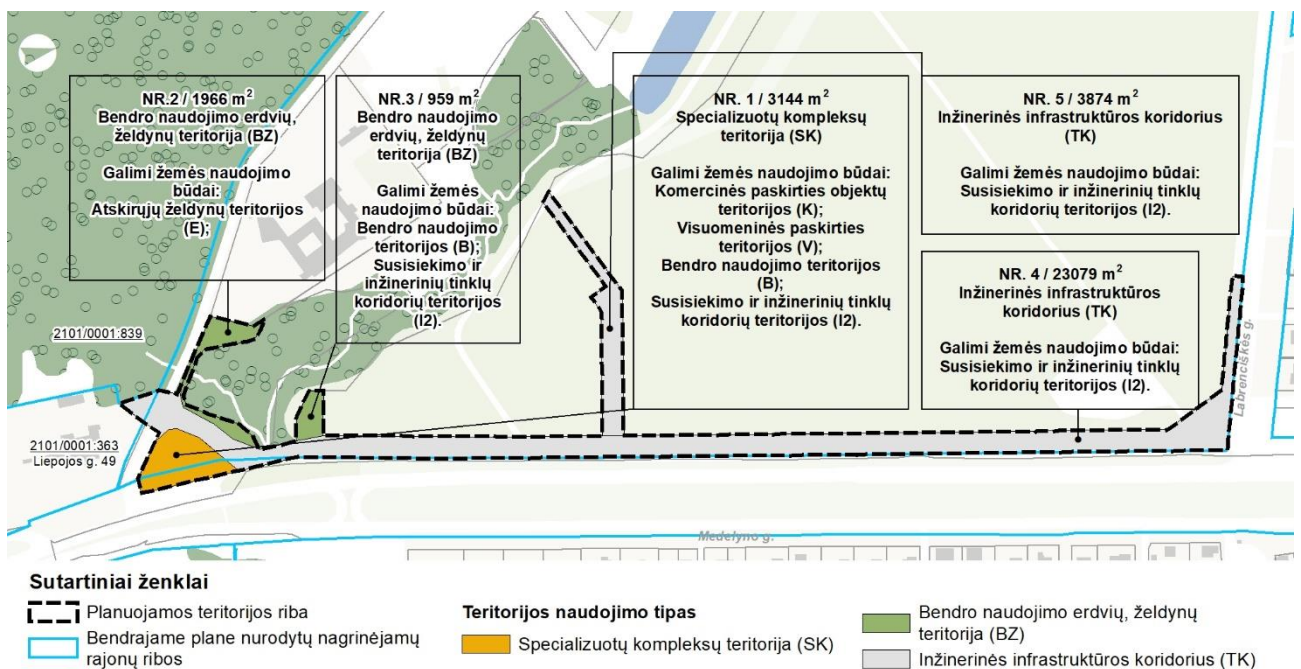 NR.2 / 1966 m²
Bendro naudojimo erdvių,
želdynų teritorija (BZ)
Galimi žemės naudojimo
būdai:
Atskirųjų želdynų teritorijos
(E);
NR.3 / 959 m²
Bendro naudojimo
erdvių, želdynų
teritorija (BZ)
Galimi žemės
naudojimo būdai:
Bendro naudojimo
teritorijos (B);
Susisiekimo ir
inžinerinių tinklų
koridorių teritorijos
(I2).
NR. 1 / 3144 m²
Specializuotų kompleksų
teritorija (SK)
Galimi žemės naudojimo būdai:
Komercinės paskirties objektų
teritorijos (K);
Visuomeninės paskirties
teritorijos (V);
Bendro naudojimo teritorijos
(B);
Susisiekimo ir inžinerinių tinklų
koridorių teritorijos (I2).
NR. 5 / 3874 m²
Inžinerinės infrastruktūros koridorius
(TK)
Galimi žemės naudojimo būdai:
Susisiekimo ir inžinerinių tinklų
koridorių teritorijos (I2).
NR. 4 / 23079 m²
Inžinerinės infrastruktūros
koridorius (TK)
Galimi žemės naudojimo būdai:
Susisiekimo ir inžinerinių tinklų
koridorių teritorijos (I2).
2101/0001:839
2101/0001:363
Liepojos g. 49
Labrenciškės g.
Medelyno g.
Sutartiniai ženklai
Planuojamos teritorijos riba
Bendrajame plane nurodytų nagrinėjamų
rajonų ribos
Teritorijos naudojimo tipas
Specializuotų kompleksų teritorija (SK)
Bendro naudojimo erdvių, želdynų
teritorija (BZ)
Inžinerinės infrastruktūros koridorius (TK)